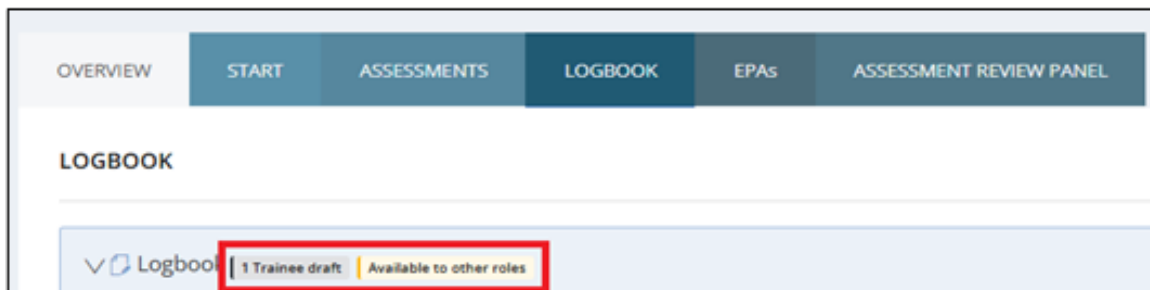 OVERVIEW START ASSESSMENTS LOGBOOK EPAs ASSESSMENT REVIEW PANEL
LOGBOOK
Logbook 1 Trainee draft Available to other roles